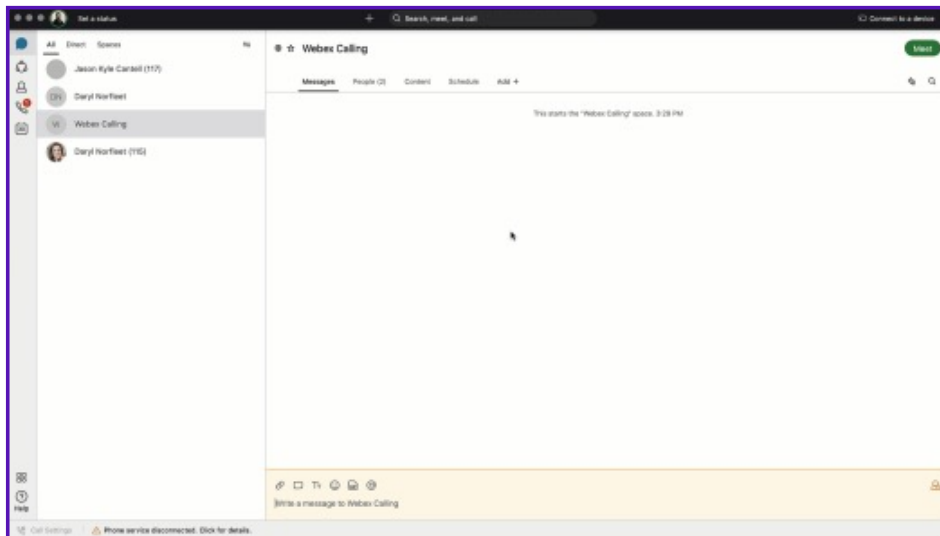 Set a status
Search, meet, and call
Connect to a device
All Direct Spaces
Jason Kyle Cantell (117)
DN Daryl Norfleet
W Webex Calling
Daryl Norfleet (115)
Webex Calling
Meet
Messages People (2) Content Schedule Add +
This starts the "Webex Calling" space. 3:29 PM
Write a message to Webex Calling
Help
Call Settings
Phone service disconnected. Click for details.